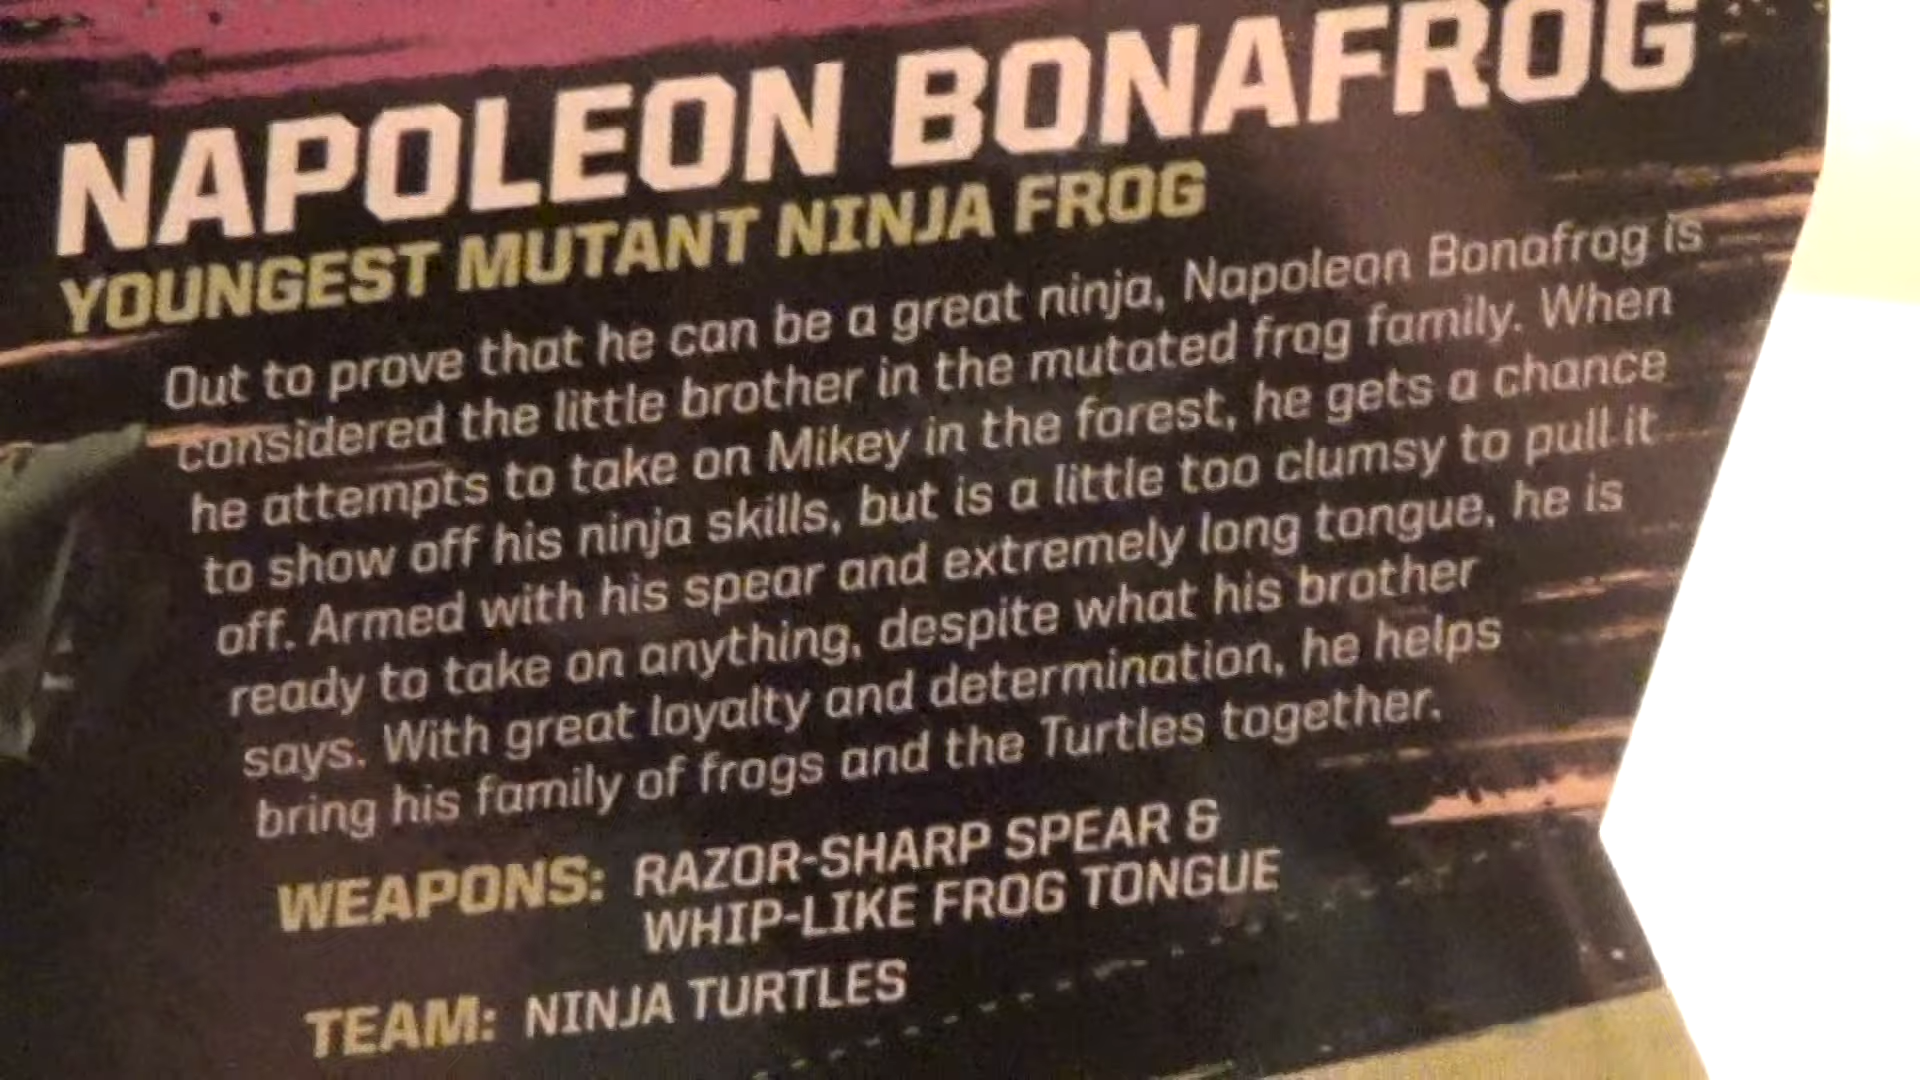 NAPOLEON BONAFROG
YOUNGEST MUTANT NINJA FROG
Out to prove that he can be a great ninja, Napoleon Bonafrog is
considered the little brother in the mutated frog family. When
he attempts to take on Mikey in the forest, he gets a chance
to show off his ninja skills, but is a little too clumsy to pull it
off. Armed with his spear and extremely long tongue, he is
ready to take on anything, despite what his brother
says. With great loyalty and determination, he helps
bring his family of frogs and the Turtles together.
WEAPONS: RAZOR-SHARP SPEAR &
WHIP-LIKE FROG TONGUE
TEAM: NINJA TURTLES